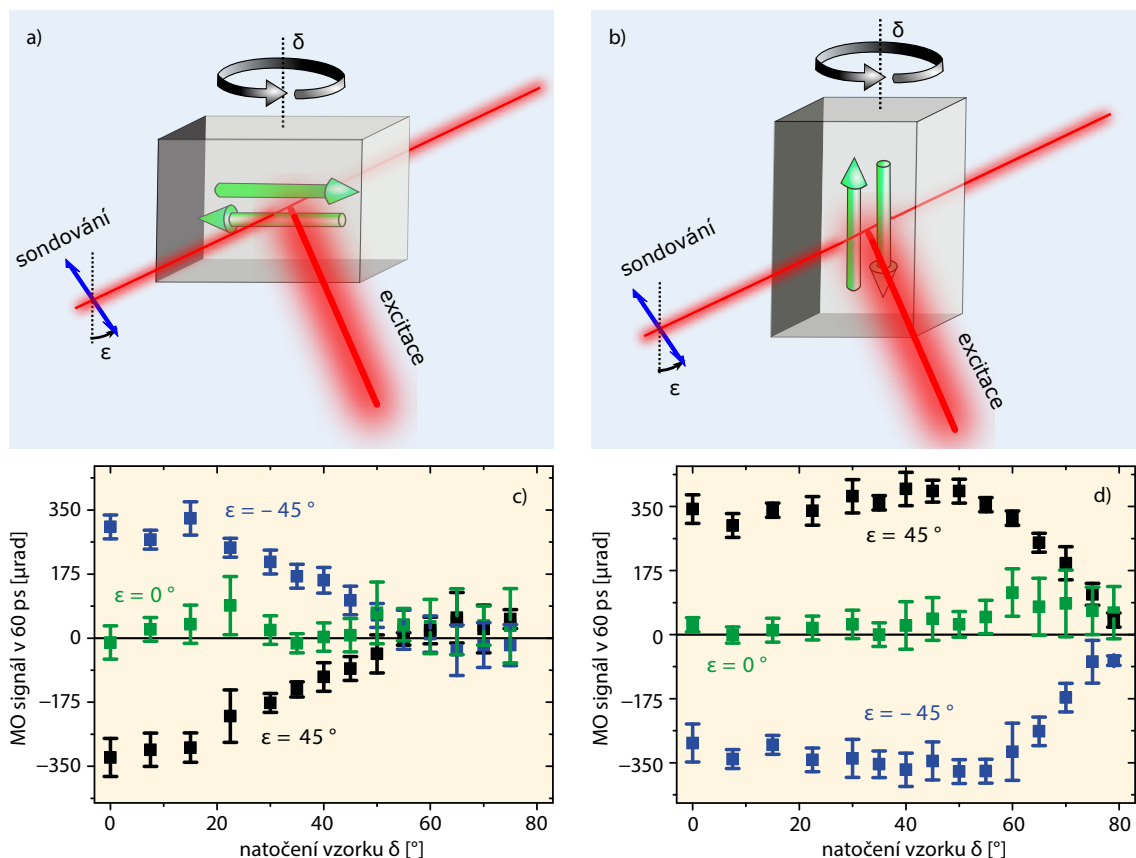 a)
δ
sondování
ε
excitace
b)
δ
sondování
ε
excitace
c)
MO signál v 60 ps [μrad]
350
175
0
−175
−350
ε = − 45 °
ε = 0 °
ε = 45 °
0
20
40
60
80
natočení vzorku δ [°]
d)
MO signál v 60 ps [μrad]
350
175
0
−175
−350
ε = 45 °
ε = 0 °
ε = − 45 °
0
20
40
60
80
natočení vzorku δ [°]